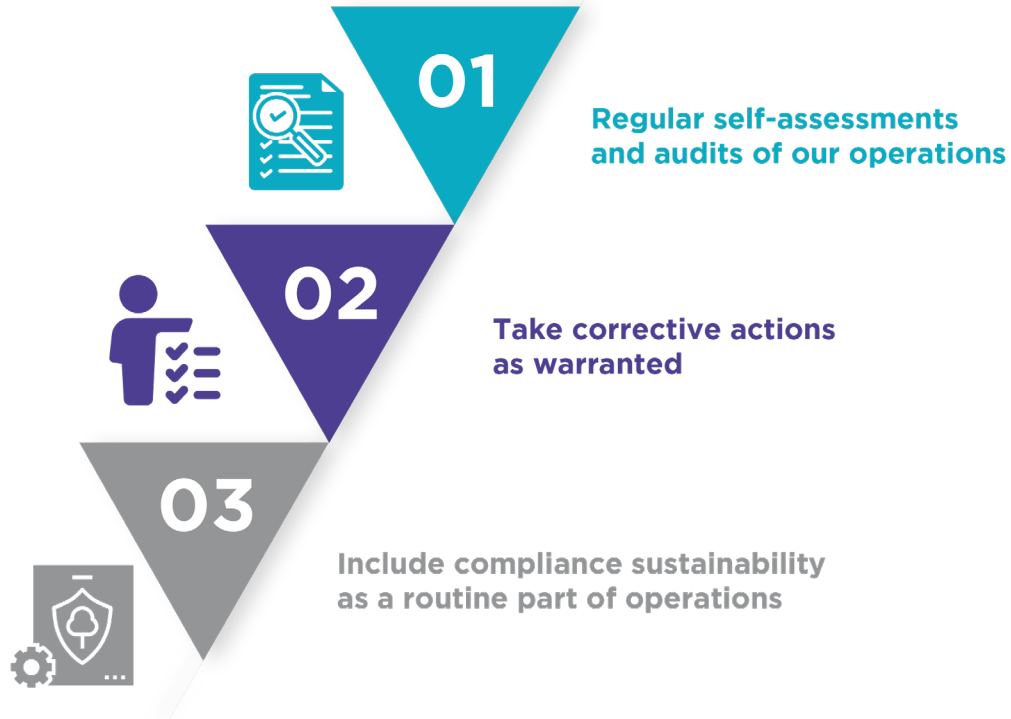 01
Regular self-assessments
and audits of our operations
02
Take corrective actions
as warranted
03
Include compliance sustainability
as a routine part of operations